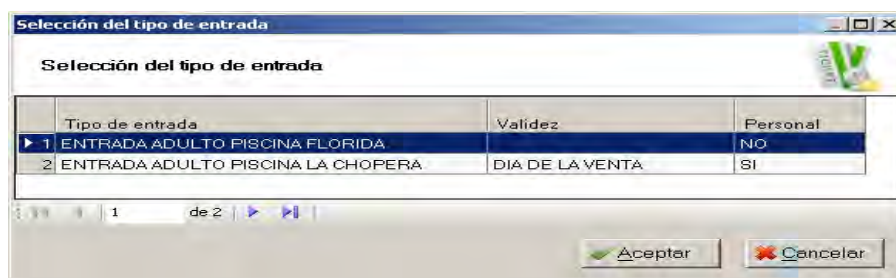 Selección del tipo de entrada
Selección del tipo de entrada
TICKET
Tipo de entrada Validez Personal
1 ENTRADA ADULTO PISCINA FLORIDA NO
2 ENTRADA ADULTO PISCINA LA CHOPERA DIA DE LA VENTA SI
1 de 2
Aceptar Cancelar